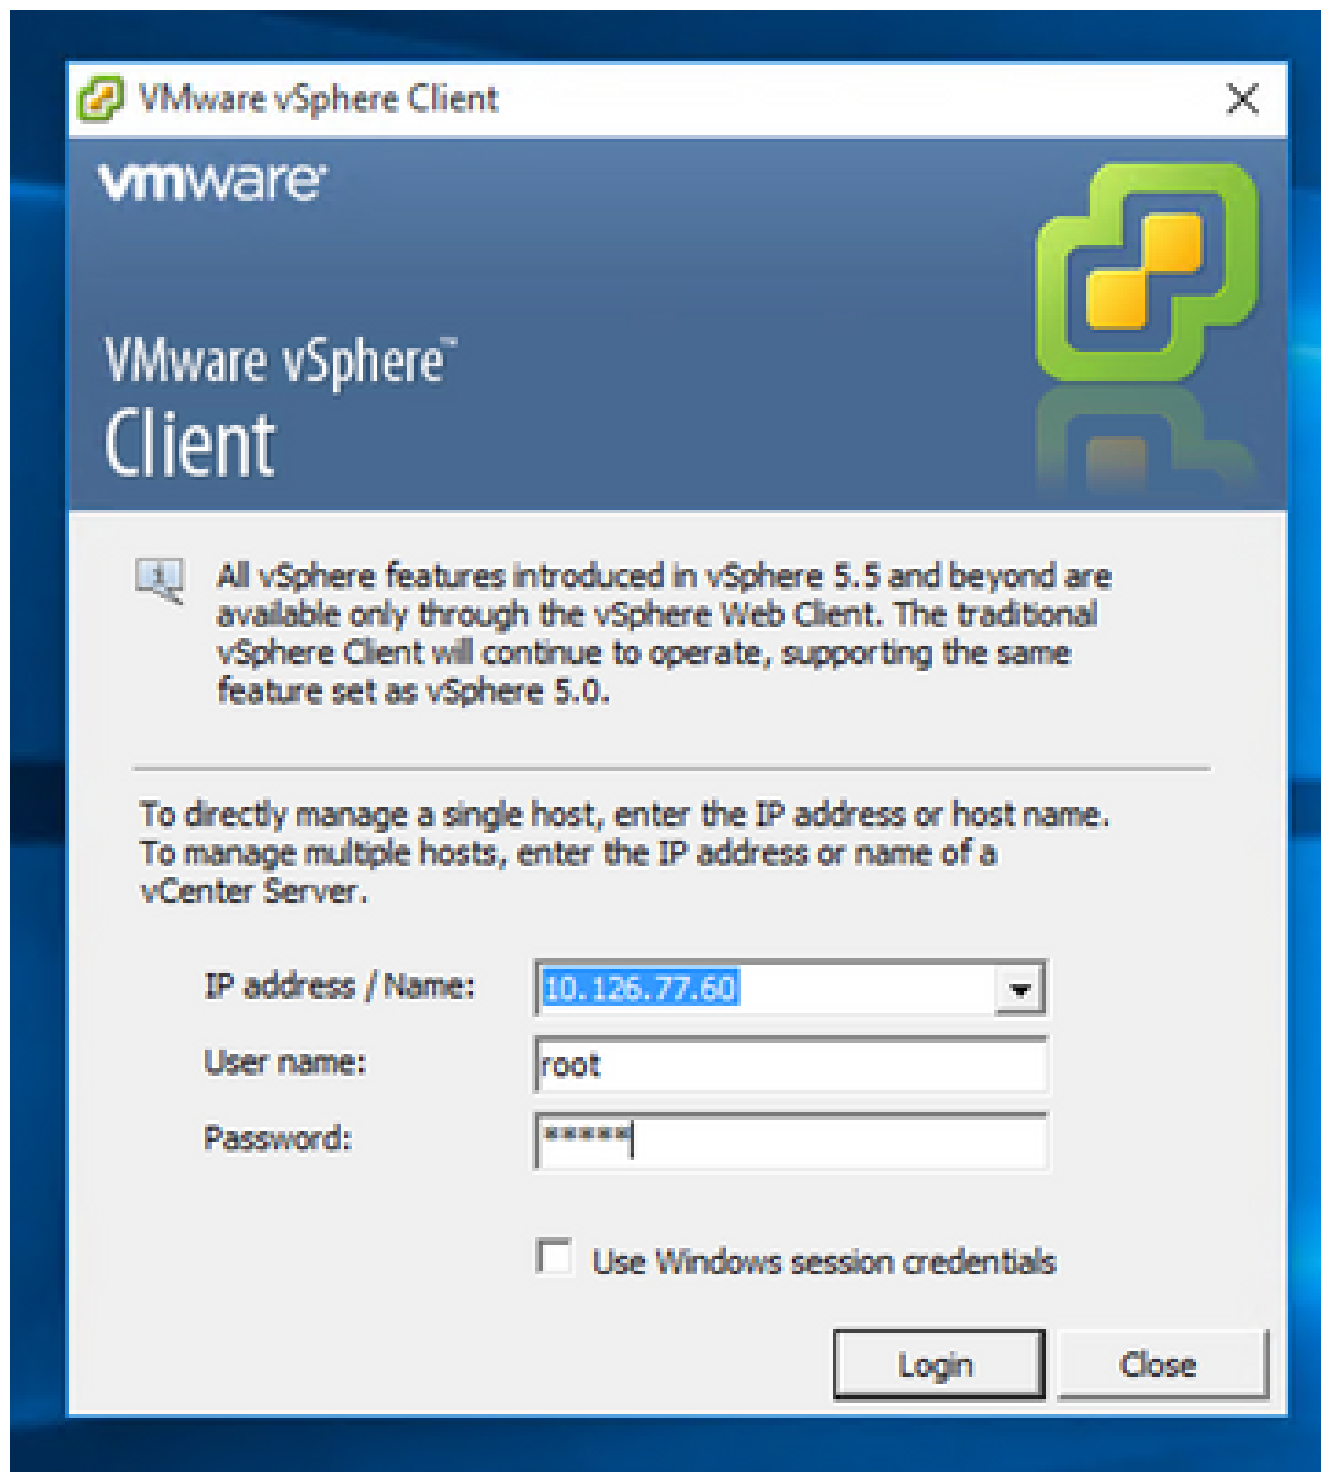 VMware vSphere Client
vmware
VMware vSphere™
Client
All vSphere features introduced in vSphere 5.5 and beyond are
available only through the vSphere Web Client. The traditional
vSphere Client will continue to operate, supporting the same
feature set as vSphere 5.0.
To directly manage a single host, enter the IP address or host name.
To manage multiple hosts, enter the IP address or name of a
vCenter Server.
IP address / Name: 10.126.77.60
User name: root
Password: *****
Use Windows session credentials
Login Close